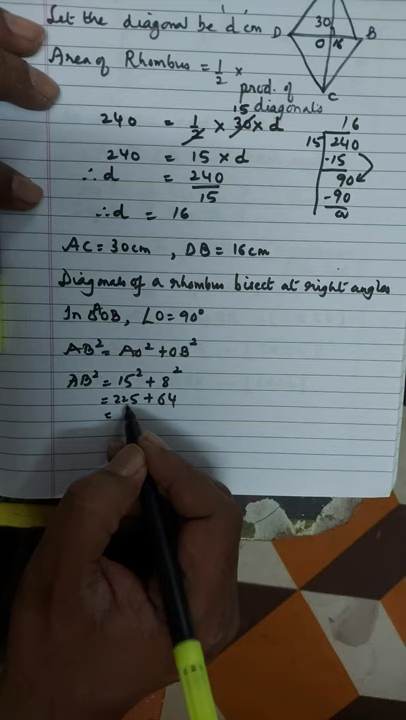 Let the diagonal be d cm
D 30 O x B
C
Area of Rhombus = 1/2 × prod. of diagonals
240 = 1/2 × 30 × d
15
240 = 15 × d
∴ d = 240/15
∴ d = 16
16
15 240
-15
90
-90
0
AC = 30cm , DB = 16cm
Diagonals of a rhombus bisect at right angles
In ΔAOB, ∠O = 90°
AB² = AO² + OB²
AB² = 15² + 8²
= 225 + 64
=